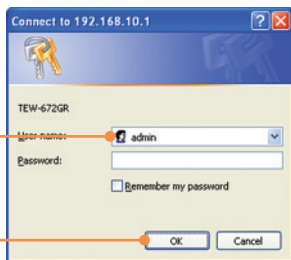 Connect to 192.168.10.1
TEW-672GR
User name:
admin
Password:
Remember my password
OK
Cancel